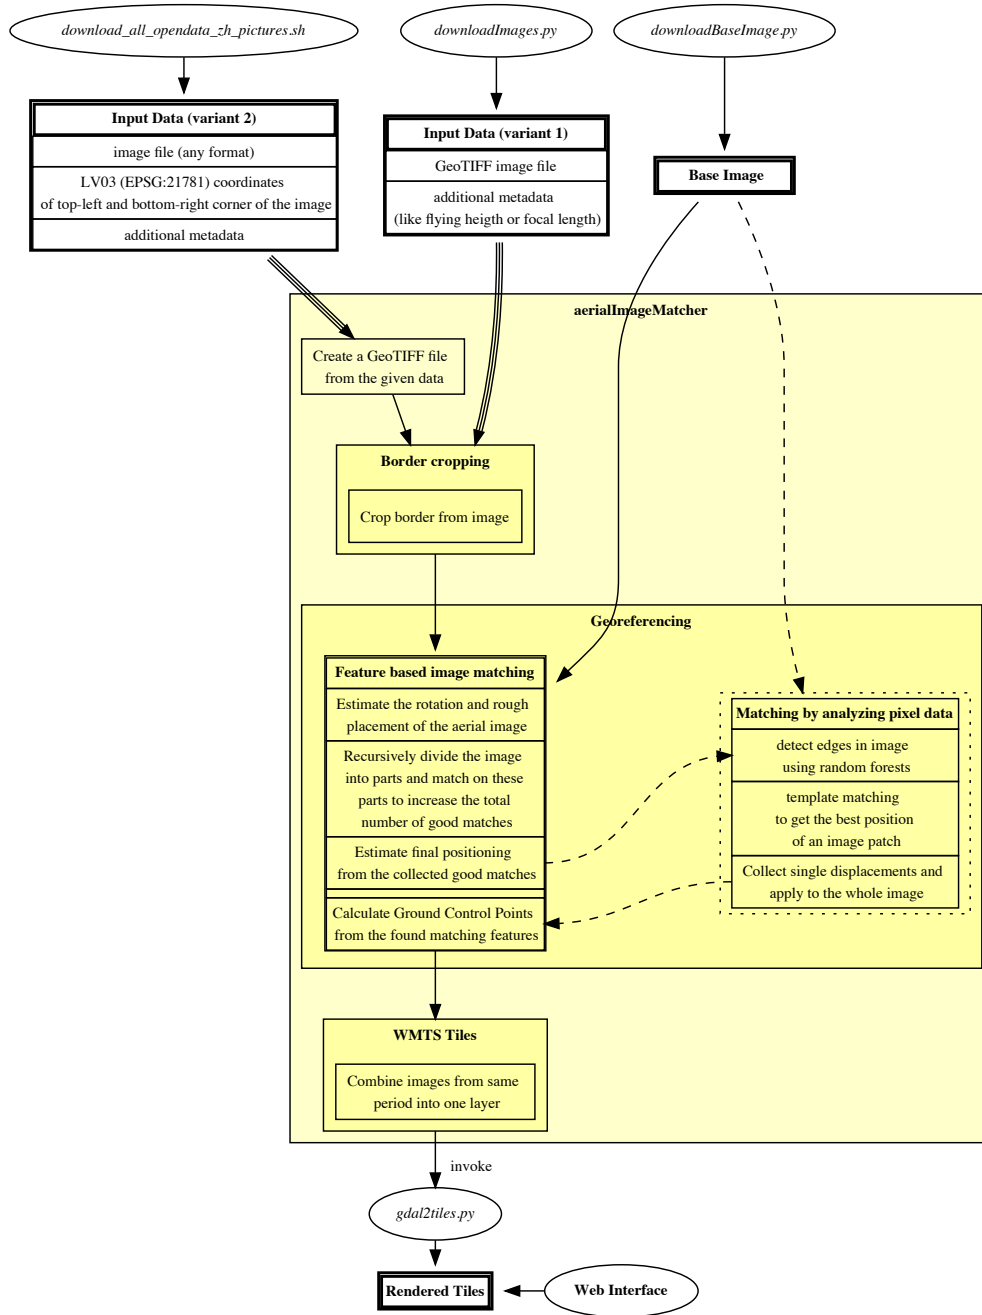 download_all_opendata_zh_pictures.sh
downloadImages.py
downloadBaseImage.py
Input Data (variant 2)
image file (any format)
LV03 (EPSG:21781) coordinates
of top-left and bottom-right corner of the image
additional metadata
Input Data (variant 1)
GeoTIFF image file
additional metadata
(like flying heigth or focal length)
Base Image
aerialImageMatcher
Create a GeoTIFF file
from the given data
Border cropping
Crop border from image
Georeferencing
Feature based image matching
Estimate the rotation and rough
placement of the aerial image
Recursively divide the image
into parts and match on these
parts to increase the total
number of good matches
Estimate final positioning
from the collected good matches
Calculate Ground Control Points
from the found matching features
Matching by analyzing pixel data
detect edges in image
using random forests
template matching
to get the best position
of an image patch
Collect single displacements and
apply to the whole image
WMTS Tiles
Combine images from same
period into one layer
invoke
gdal2tiles.py
Rendered Tiles
Web Interface